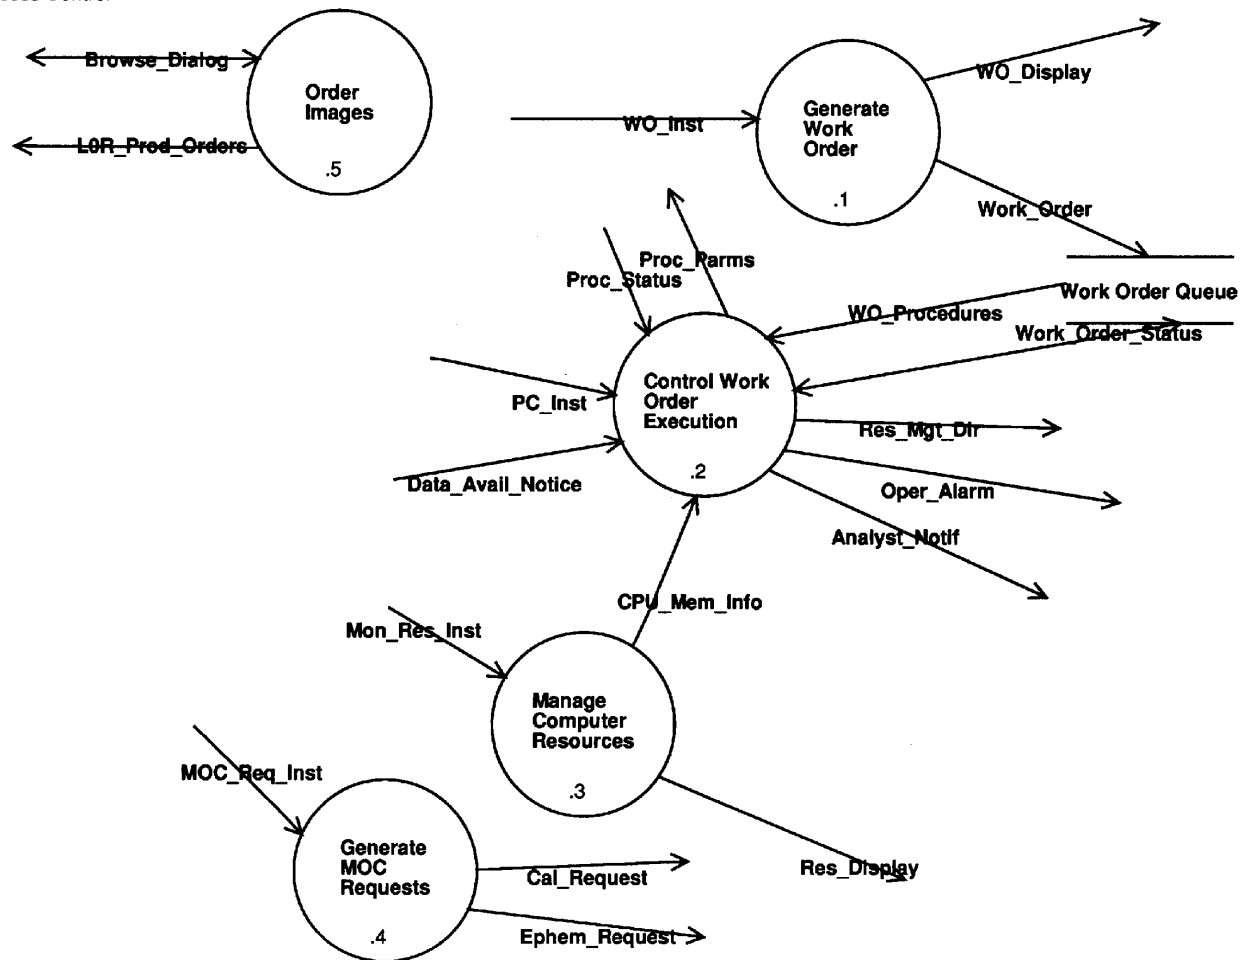 Browse_Dialog
L0R_Prod_Orders
Order
Images
.5
WO_Inst
Generate
Work
Order
.1
WO_Display
Work_Order
Work Order Queue
Proc_Parms
Proc_Status
WO_Procedures
Work_Order_Status
PC_Inst
Data_Avail_Notice
Control Work
Order
Execution
.2
Res_Mgt_Dir
Oper_Alarm
Analyst_Notif
CPU_Mem_Info
Mon_Res_Inst
Manage
Computer
Resources
.3
Res_Display
MOC_Req_Inst
Generate
MOC
Requests
.4
Cal_Request
Ephem_Request